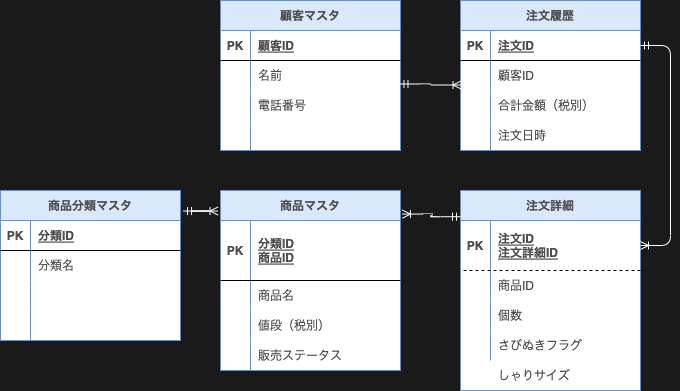 顧客マスタ
PK 顧客ID
名前
電話番号
注文履歴
PK 注文ID
顧客ID
合計金額（税別）
注文日時
商品分類マスタ
PK 分類ID
分類名
商品マスタ
PK 分類ID
商品ID
商品名
値段（税別）
販売ステータス
注文詳細
PK 注文ID
注文詳細ID
商品ID
個数
さびぬきフラグ
しゃりサイズ